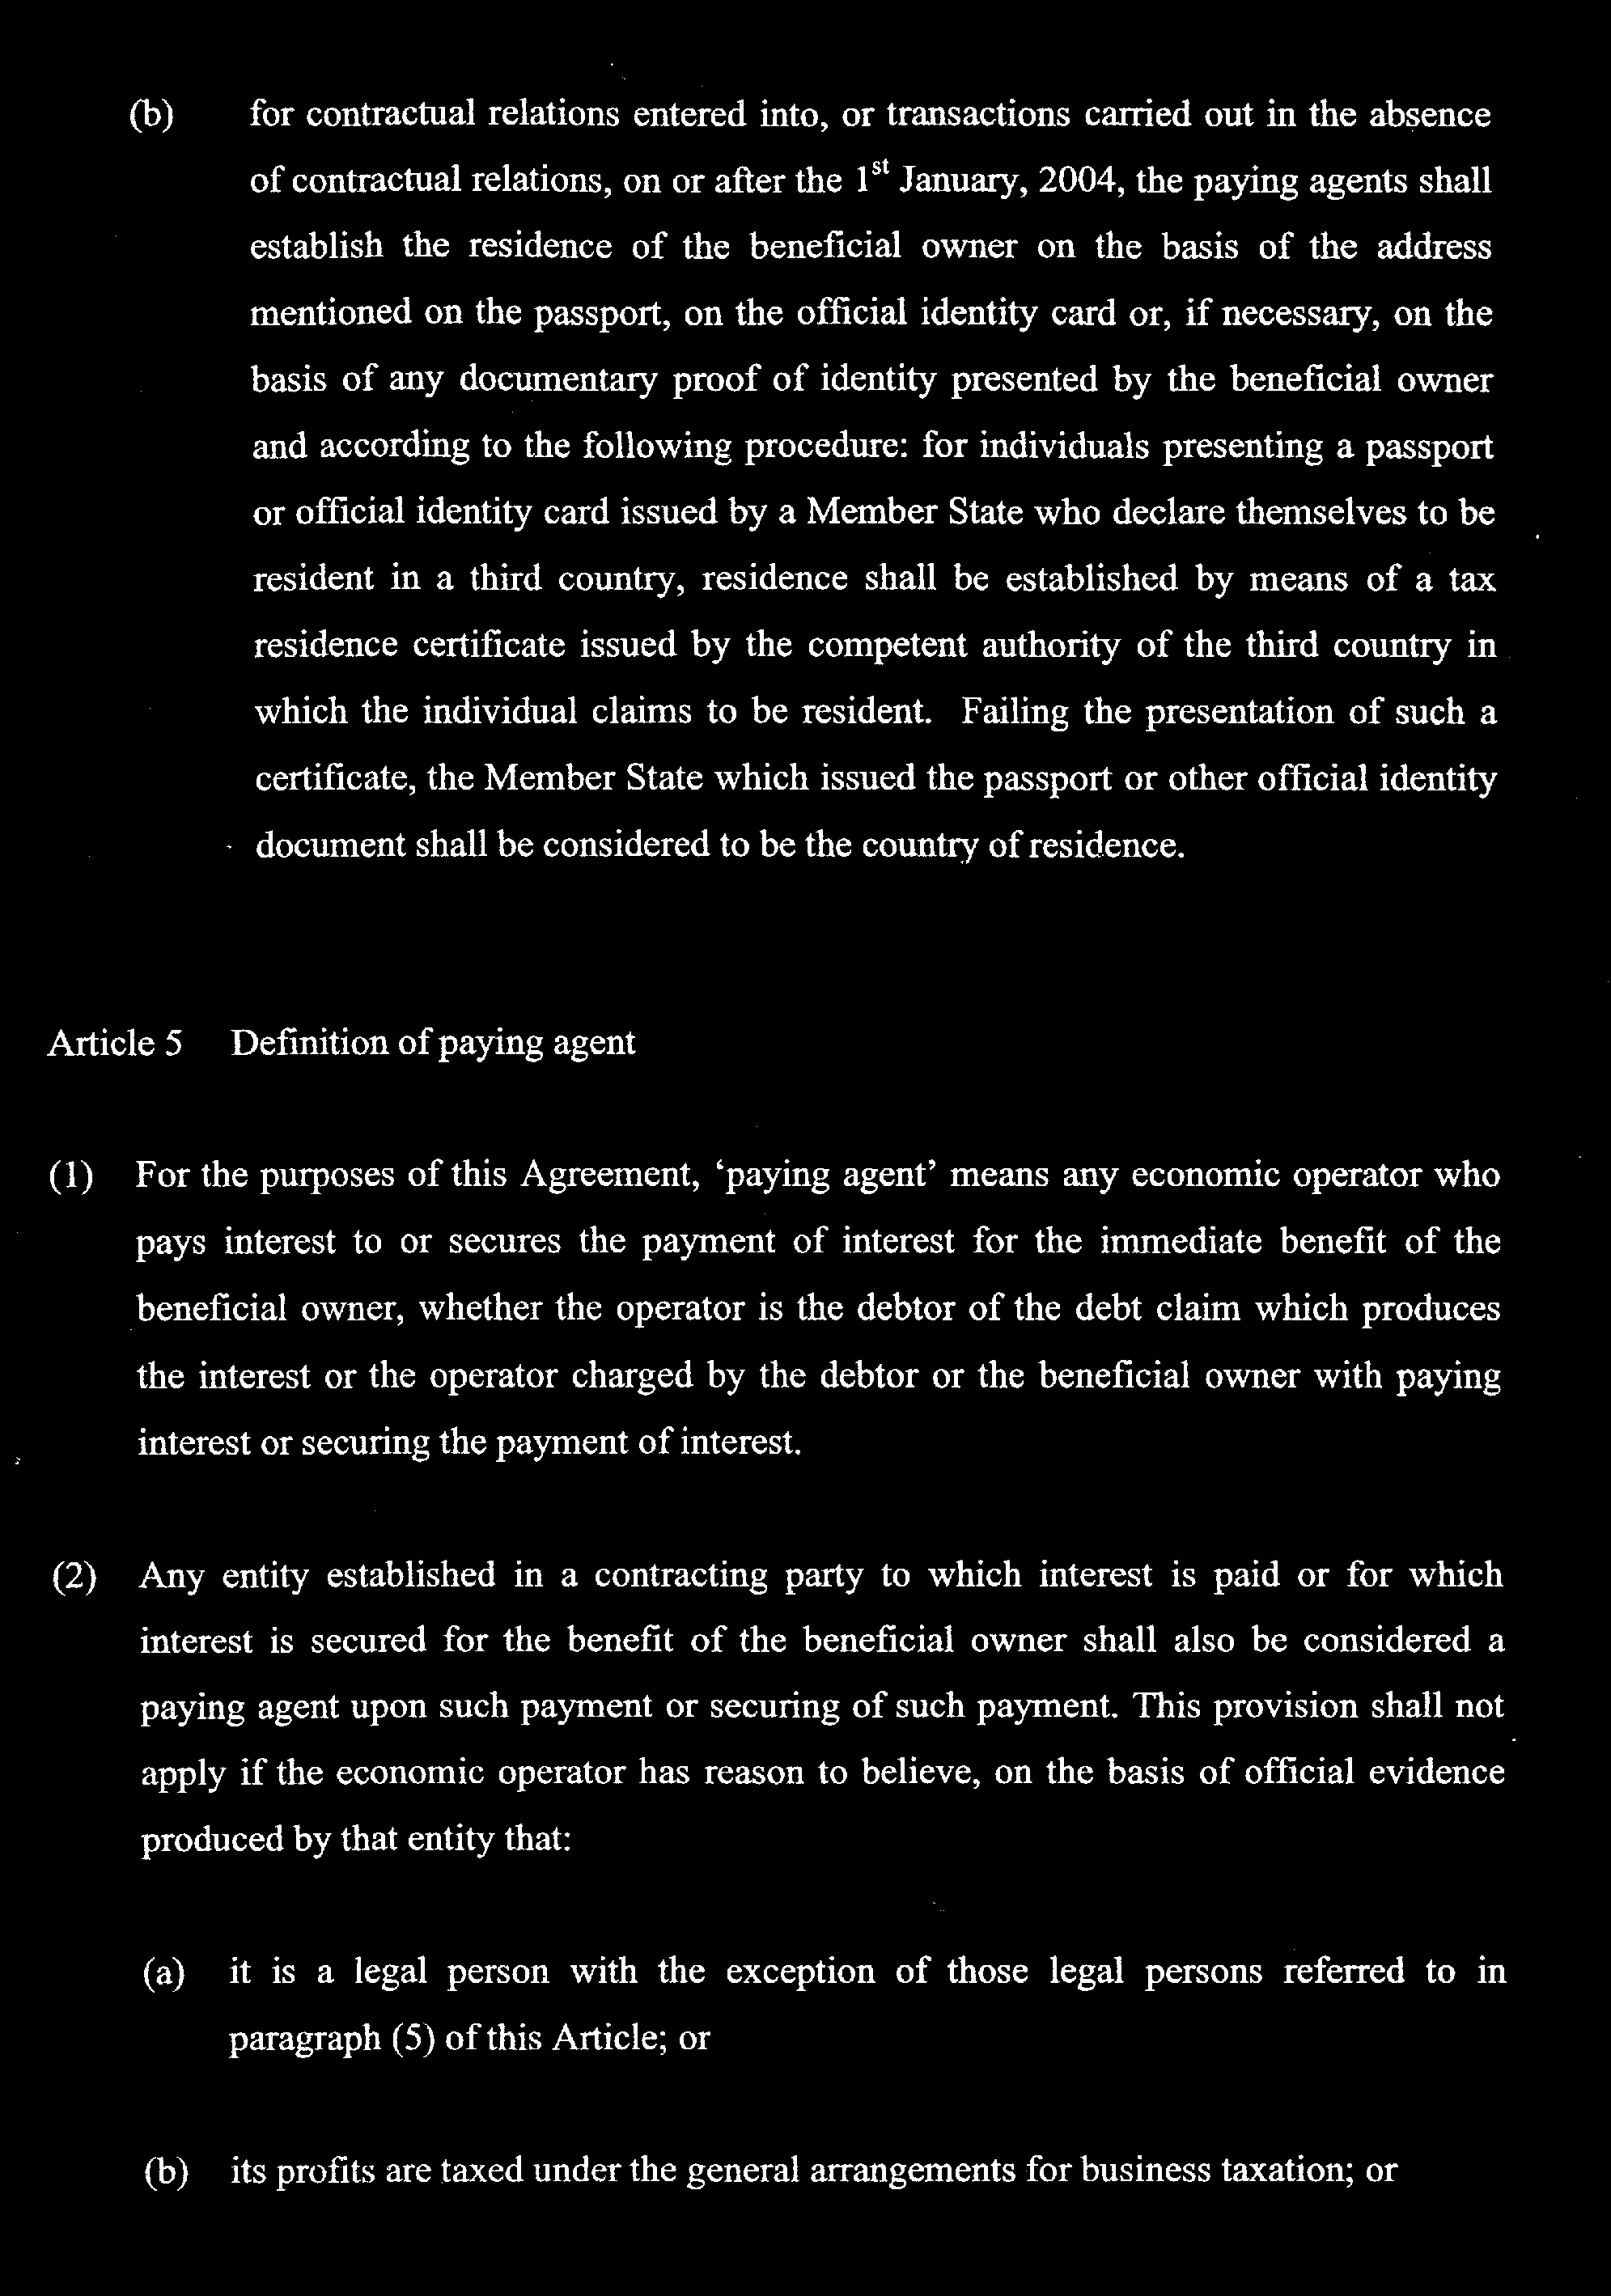 (b) for contractual relations entered into, or transactions carried out in the absence
of contractual relations, on or after the 1st January, 2004, the paying agents shall
establish the residence of the beneficial owner on the basis of the address
mentioned on the passport, on the official identity card or, if necessary, on the
basis of any documentary proof of identity presented by the beneficial owner
and according to the following procedure: for individuals presenting a passport
or official identity card issued by a Member State who declare themselves to be
resident in a third country, residence shall be established by means of a tax
residence certificate issued by the competent authority of the third country in
which the individual claims to be resident. Failing the presentation of such a
certificate, the Member State which issued the passport or other official identity
document shall be considered to be the country of residence.
Article 5 Definition of paying agent
(1) For the purposes of this Agreement, ‘paying agent’ means any economic operator who
pays interest to or secures the payment of interest for the immediate benefit of the
beneficial owner, whether the operator is the debtor of the debt claim which produces
the interest or the operator charged by the debtor or the beneficial owner with paying
interest or securing the payment of interest.
(2) Any entity established in a contracting party to which interest is paid or for which
interest is secured for the benefit of the beneficial owner shall also be considered a
paying agent upon such payment or securing of such payment. This provision shall not
apply if the economic operator has reason to believe, on the basis of official evidence
produced by that entity that:
(a) it is a legal person with the exception of those legal persons referred to in
paragraph (5) of this Article; or
(b) its profits are taxed under the general arrangements for business taxation; or